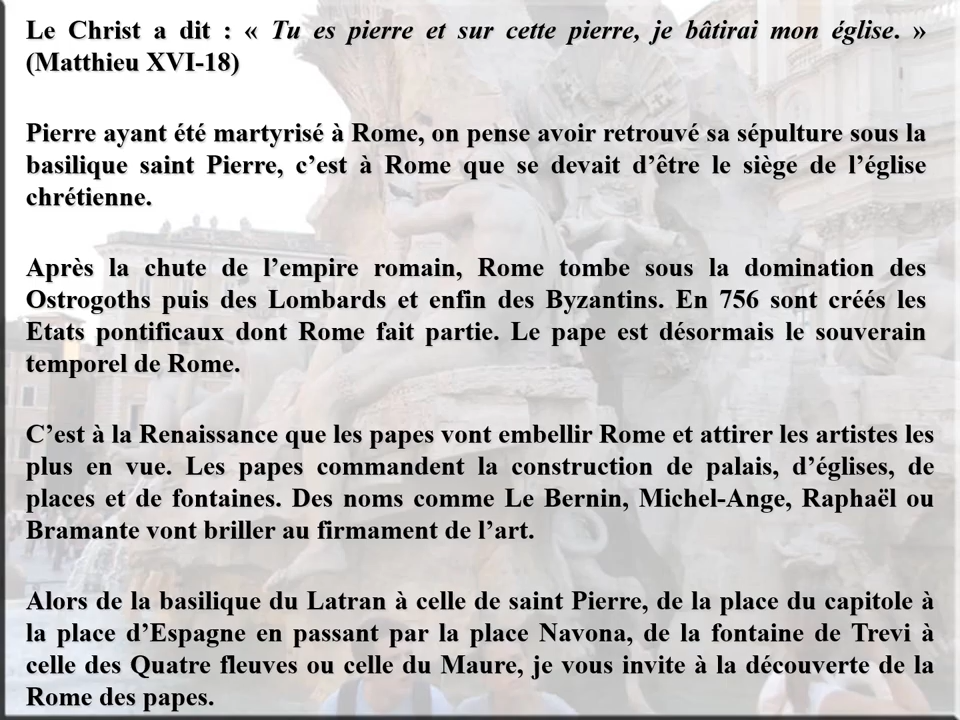 Le Christ a dit : « Tu es pierre et sur cette pierre, je bâtirai mon église. »
(Matthieu XVI-18)
Pierre ayant été martyrisé à Rome, on pense avoir retrouvé sa sépulture sous la
basilique saint Pierre, c’est à Rome que se devait d’être le siège de l’église
chrétienne.
Après la chute de l’empire romain, Rome tombe sous la domination des
Ostrogoths puis des Lombards et enfin des Byzantins. En 756 sont créés les
Etats pontificaux dont Rome fait partie. Le pape est désormais le souverain
temporel de Rome.
C’est à la Renaissance que les papes vont embellir Rome et attirer les artistes les
plus en vue. Les papes commandent la construction de palais, d’églises, de
places et de fontaines. Des noms comme Le Bernin, Michel-Ange, Raphaël ou
Bramante vont briller au firmament de l’art.
Alors de la basilique du Latran à celle de saint Pierre, de la place du capitole à
la place d’Espagne en passant par la place Navona, de la fontaine de Trevi à
celle des Quatre fleuves ou celle du Maure, je vous invite à la découverte de la
Rome des papes.